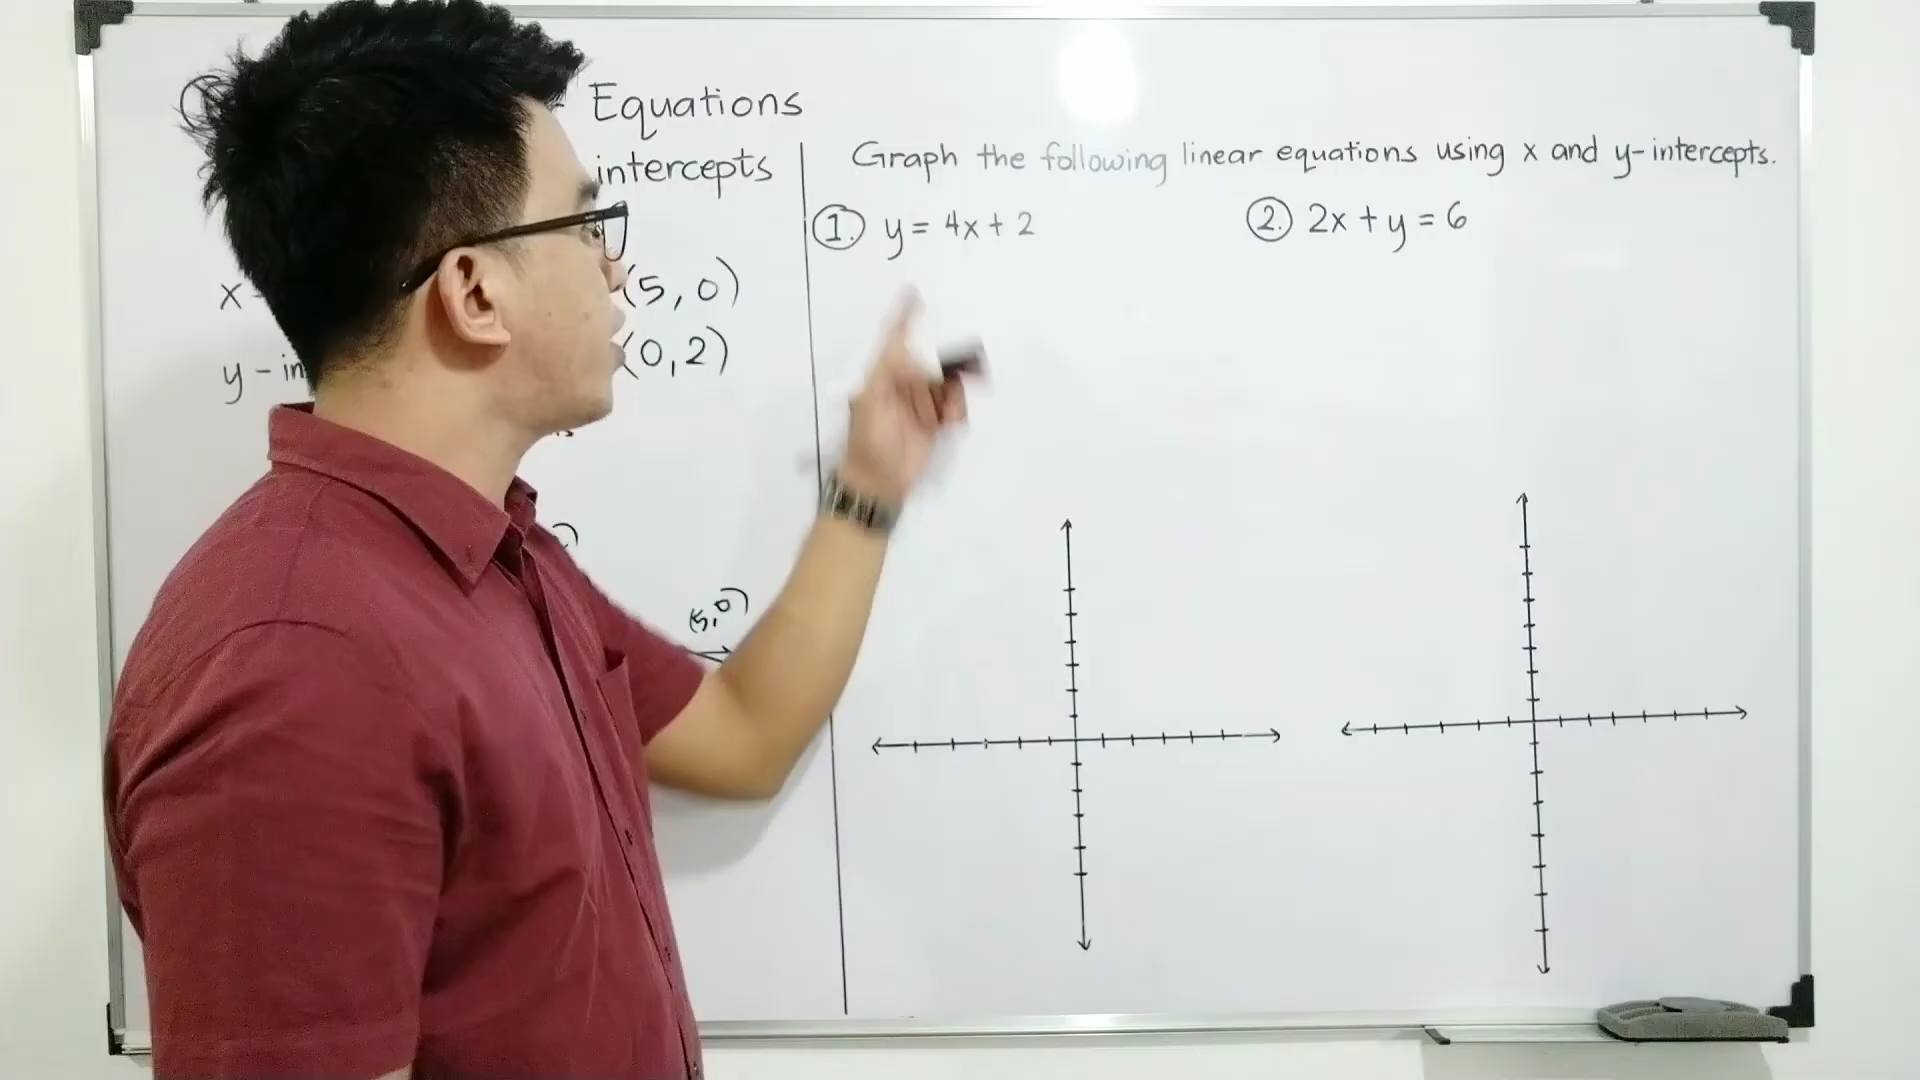 Equations
intercepts
x -
(5, 0)
y - in
(0, 2)
(5, 0)
Graph the following linear equations using x and y-intercepts.
1. y = 4x + 2
2. 2x + y = 6